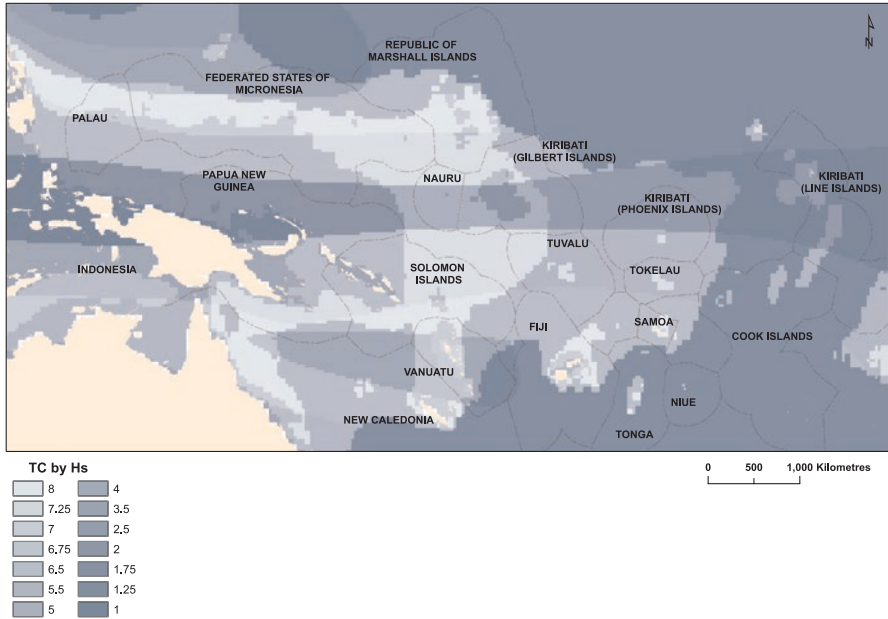 N
REPUBLIC OF
MARSHALL ISLANDS
FEDERATED STATES OF
MICRONESIA
PALAU
KIRIBATI
(GILBERT ISLANDS)
PAPUA NEW
GUINEA
NAURU
KIRIBATI
(LINE ISLANDS)
KIRIBATI
(PHOENIX ISLANDS)
TUVALU
INDONESIA
SOLOMON
ISLANDS
TOKELAU
FIJI
SAMOA
COOK ISLANDS
VANUATU
NIUE
NEW CALEDONIA
TONGA
TC by Hs
8
7.25
7
6.75
6.5
5.5
5
4
3.5
2.5
2
1.75
1.25
1
0 500 1,000 Kilometres